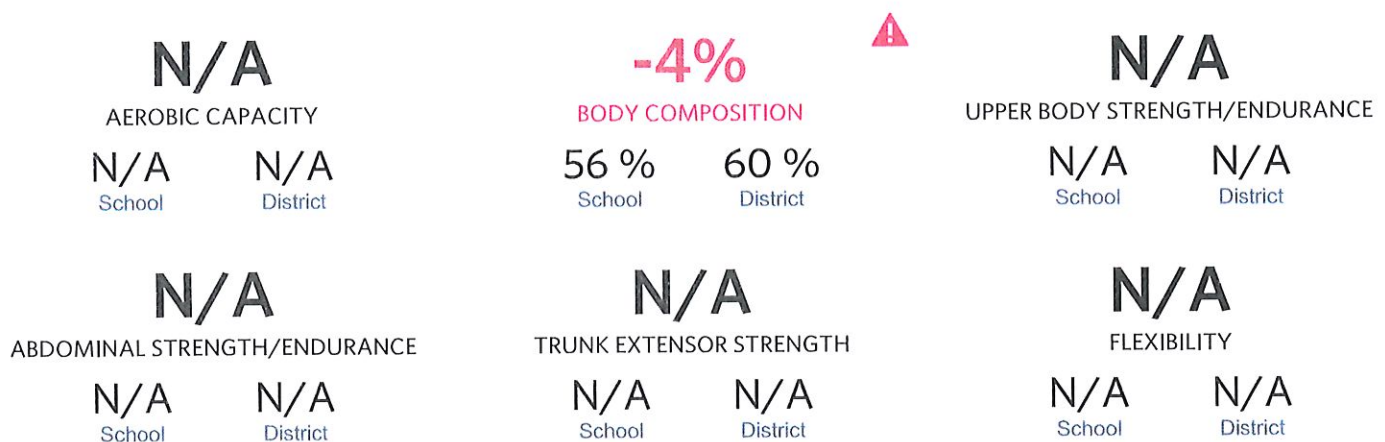 N/A
AEROBIC CAPACITY
N/A N/A
School District
-4%
BODY COMPOSITION
56 % 60 %
School District
N/A
UPPER BODY STRENGTH/ENDURANCE
N/A N/A
School District
N/A
ABDOMINAL STRENGTH/ENDURANCE
N/A N/A
School District
N/A
TRUNK EXTENSOR STRENGTH
N/A N/A
School District
N/A
FLEXIBILITY
N/A N/A
School District